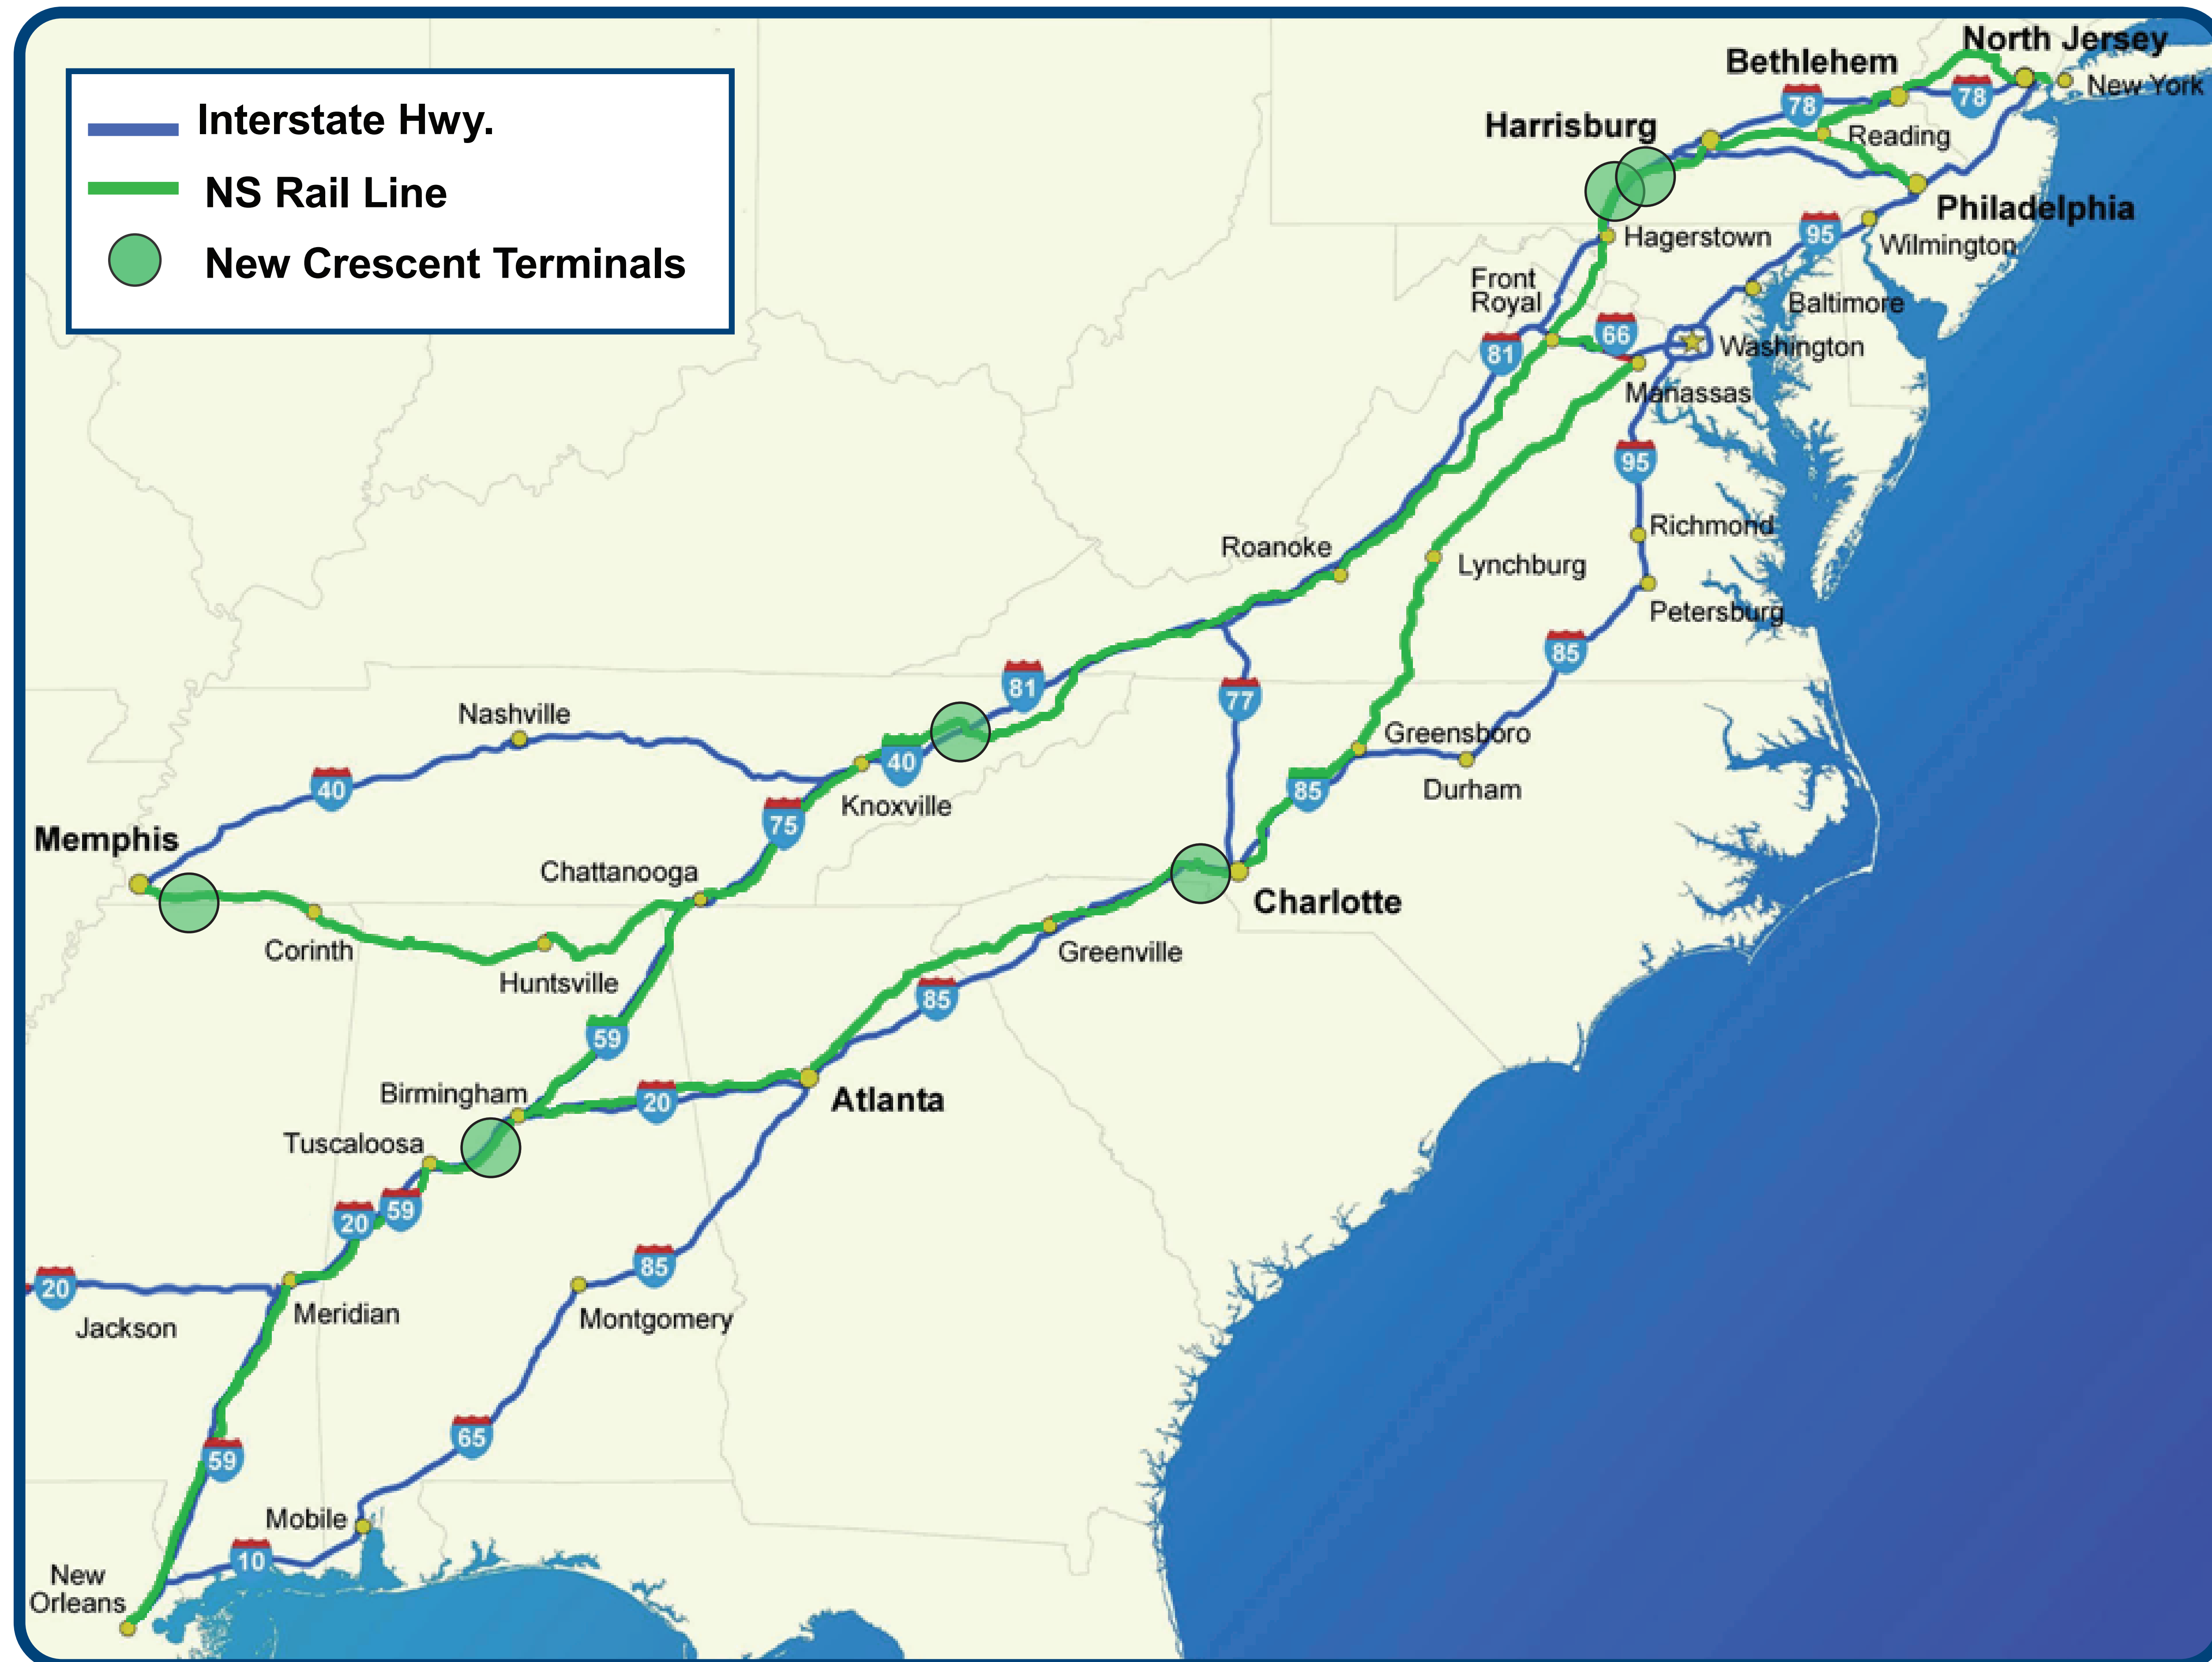 Interstate Hwy.
NS Rail Line
New Crescent Terminals
North Jersey
Bethlehem
New York
78
78
Harrisburg
Reading
Philadelphia
95
Wilmington
Hagerstown
Front
Royal
Baltimore
66
81
Washington
Manassas
95
Richmond
Roanoke
Lynchburg
Petersburg
85
81
77
Nashville
Greensboro
40
40
Durham
85
Knoxville
75
Memphis
Chattanooga
Charlotte
Corinth
Greenville
Huntsville
85
59
Birmingham
20
Atlanta
Tuscaloosa
59
20
85
20
Meridian
Montgomery
Jackson
65
59
Mobile
10
New
Orleans